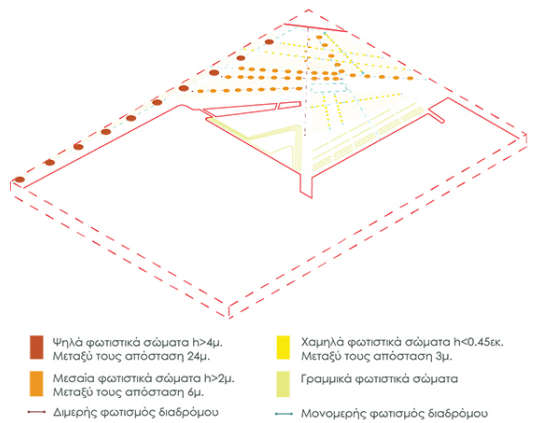 Ψηλά φωτιστικά σώματα h>4μ.
Μεταξύ τους απόσταση 24μ.
Μεσαία φωτιστικά σώματα h>2μ.
Μεταξύ τους απόσταση 6μ.
Διμερής φωτισμός διαδρόμου
Χαμηλά φωτιστικά σώματα h<0.45εκ.
Μεταξύ τους απόσταση 3μ.
Γραμμικά φωτιστικά σώματα
Μονομερής φωτισμός διαδρόμου